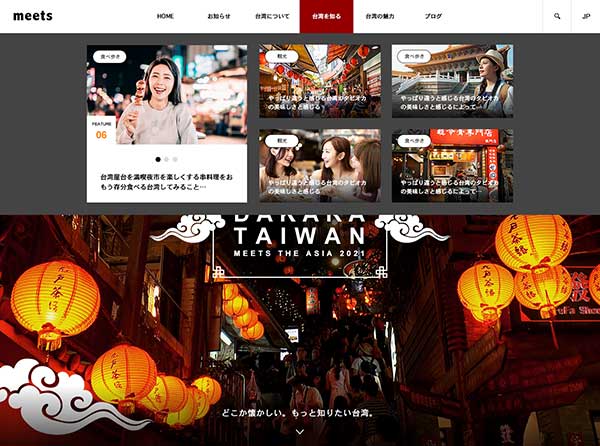 meets
HOME
お知らせ
台湾について
台湾を知る
台湾の魅力
ブログ
JP
食べ歩き
FEATURE
06
台湾屋台を満喫夜市を楽しくする串料理をお
もう存分食べる台湾してみること…
観光
やっぱり違うと感じる台湾のタピオカ
の美味しさと感じる
食べ歩き
やっぱり違うと感じる台湾のタピオカ
の美味しさと感じるによって…
観光
やっぱり違うと感じる台湾のタピオカ
の美味しさと感じる
食べ歩き
やっぱり違うと感じる台湾のタピオカ
の美味しさと感じるによって…
TAIWAN
MEETS THE ASIA 2021
どこか懐かしい。もっと知りたい台湾。